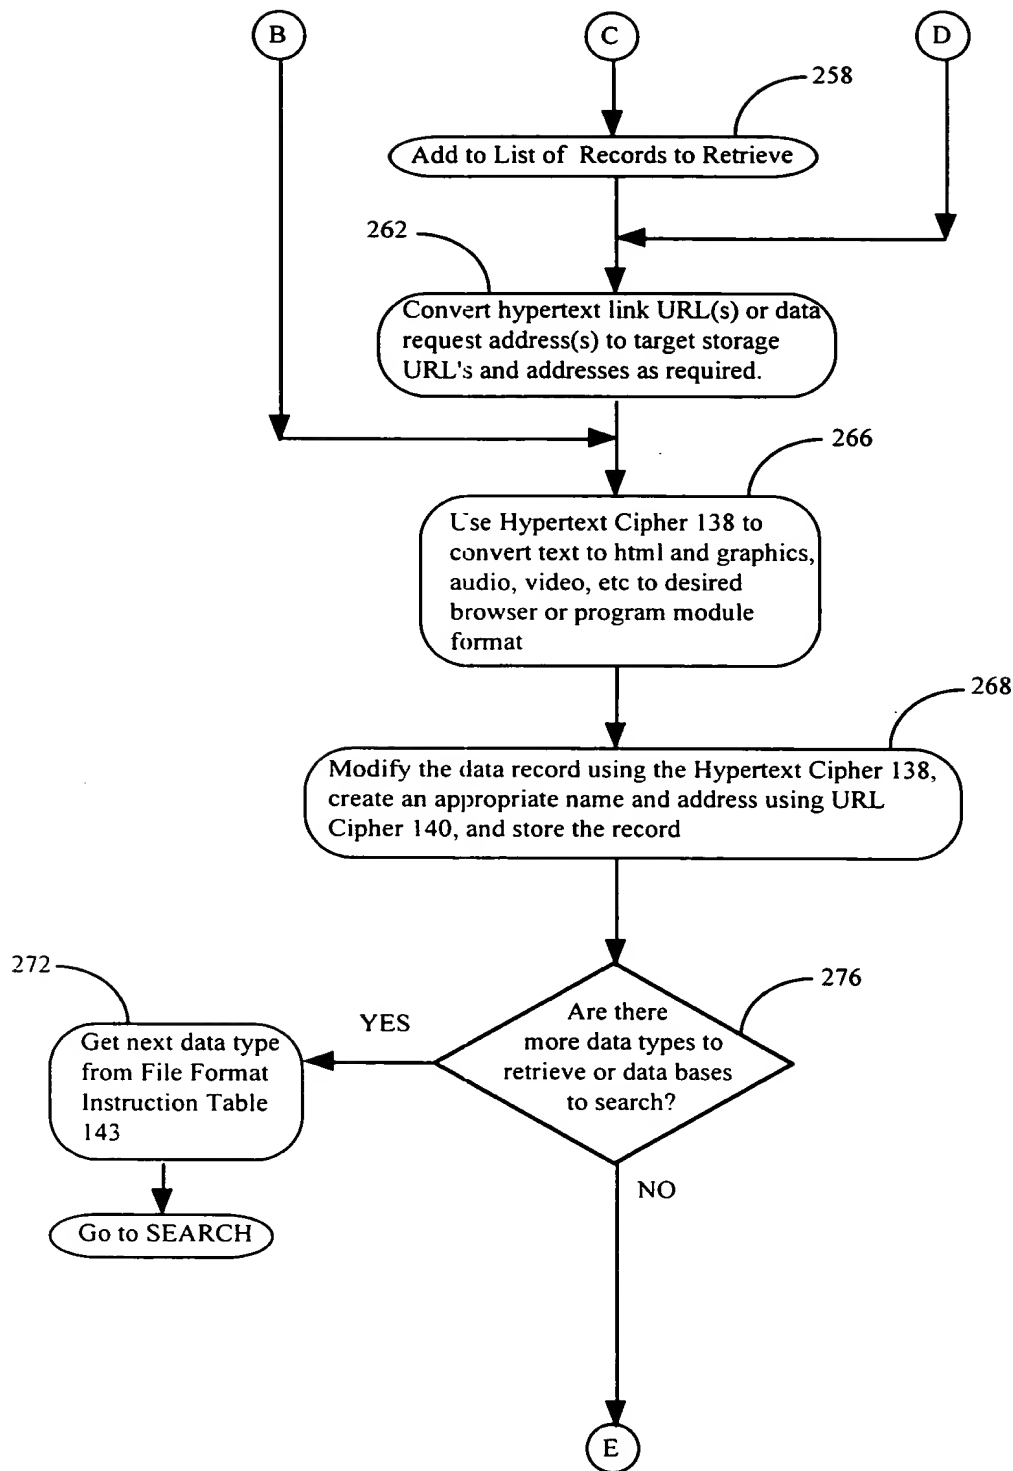 B
C
D
258
Add to List of Records to Retrieve
262
Convert hypertext link URL(s) or data
request address(s) to target storage
URL's and addresses as required.
266
Use Hypertext Cipher 138 to
convert text to html and graphics,
audio, video, etc to desired
browser or program module
format
268
Modify the data record using the Hypertext Cipher 138,
create an appropriate name and address using URL
Cipher 140, and store the record
272
276
Are there
more data types to
retrieve or data bases
to search?
YES
Get next data type
from File Format
Instruction Table
143
NO
Go to SEARCH
E